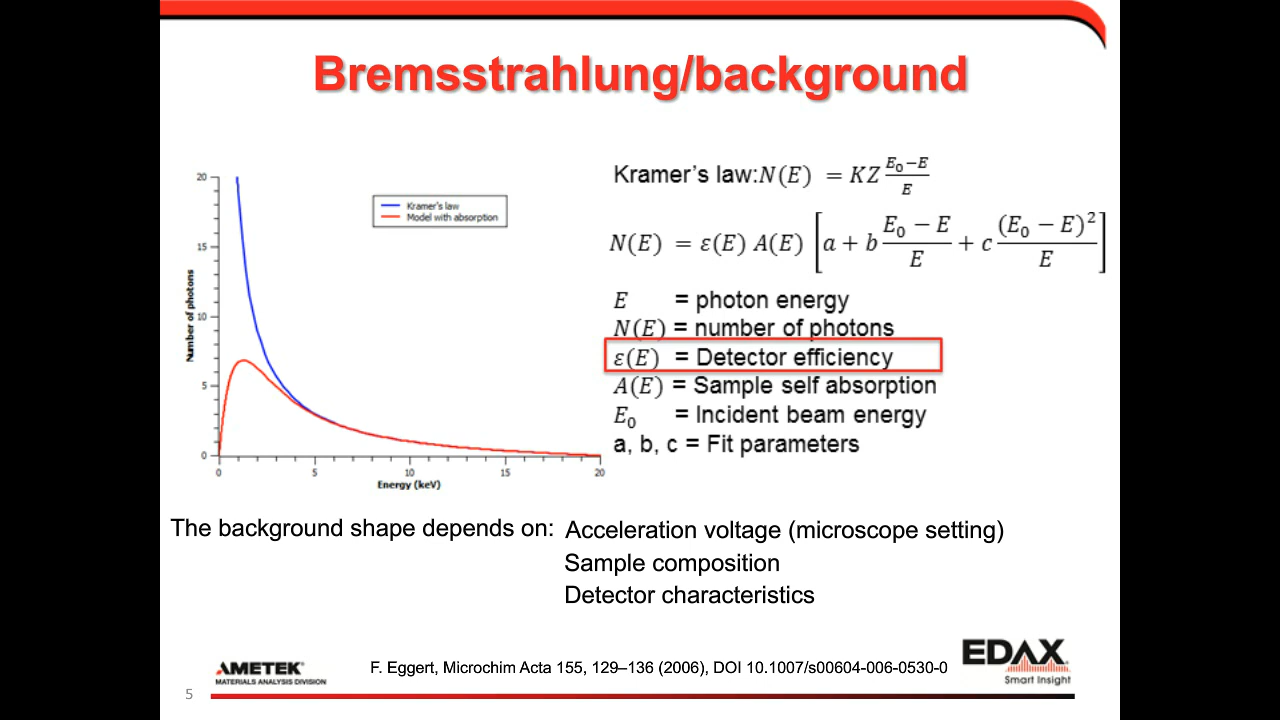 Bremsstrahlung/background
20
15
10
5
0
Number of photons
Kramer's law
Model with absorption
0 5 10 15 20
Energy (keV)
Kramer's law:N(E) = KZ (E₀−E)/E
N(E) = ε(E) A(E) [a + b (E₀ − E)/E + c (E₀ − E)²/E]
E = photon energy
N(E) = number of photons
ε(E) = Detector efficiency
A(E) = Sample self absorption
E₀ = Incident beam energy
a, b, c = Fit parameters
The background shape depends on: Acceleration voltage (microscope setting)
Sample composition
Detector characteristics
AMETEK
MATERIALS ANALYSIS DIVISION
F. Eggert, Microchim Acta 155, 129–136 (2006), DOI 10.1007/s00604-006-0530-0
EDAX
Smart Insight
5